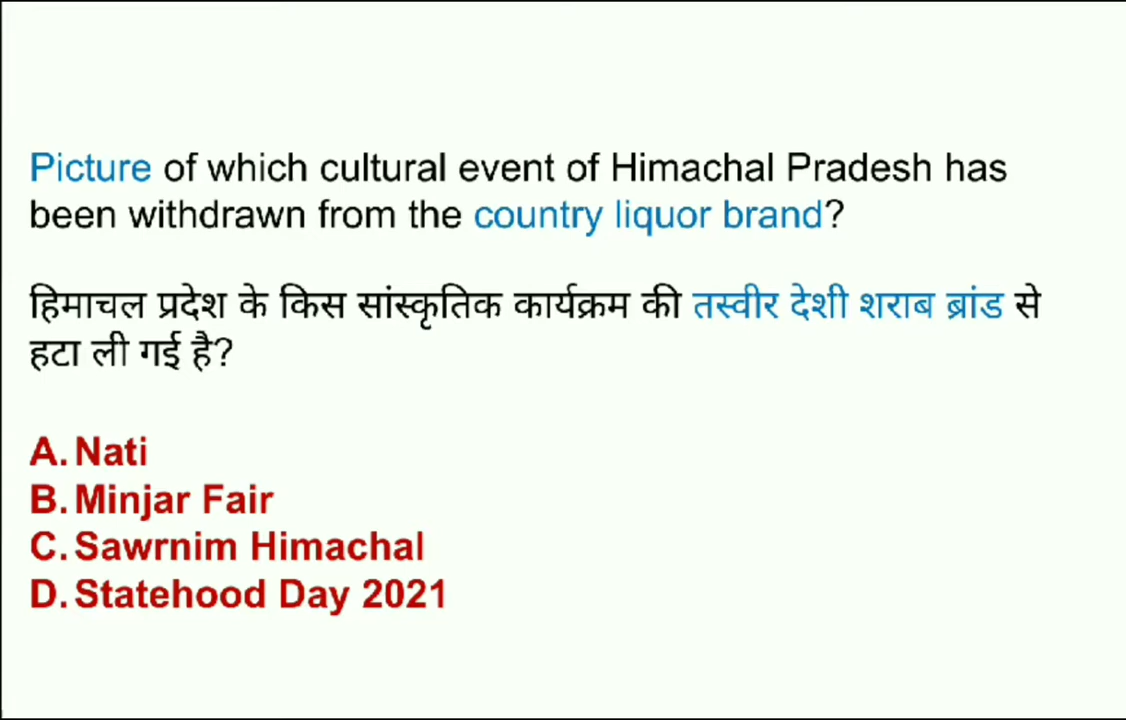 Picture of which cultural event of Himachal Pradesh has
been withdrawn from the country liquor brand?
हिमाचल प्रदेश के किस सांस्कृतिक कार्यक्रम की तस्वीर देशी शराब ब्रांड से
हटा ली गई है?
A. Nati
B. Minjar Fair
C. Sawrnim Himachal
D. Statehood Day 2021